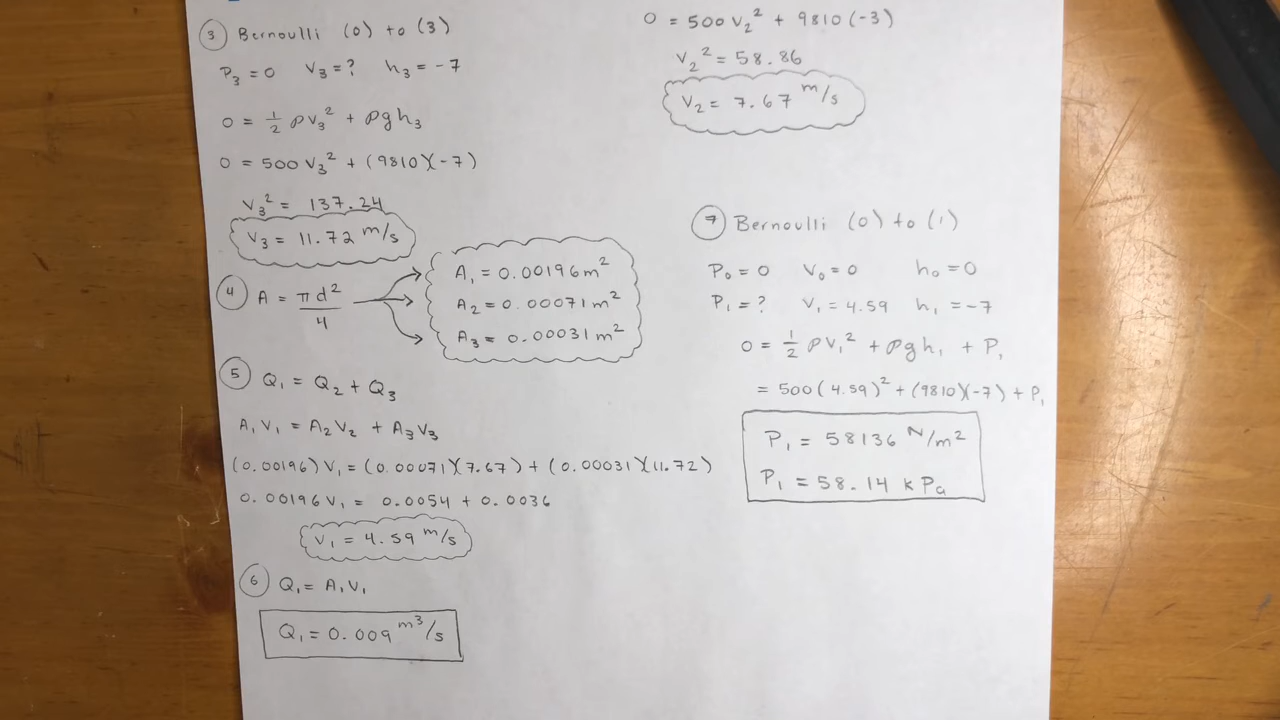 ③ Bernoulli (0) to (3)
P₃ = 0 V₃ = ? h₃ = -7
0 = ½ ρV₃² + ρgh₃
0 = 500 V₃² + (9810)(-7)
V₃² = 137.24
V₃ = 11.72 m/s
④ A = πd²/4
A₁ = 0.00196 m²
A₂ = 0.00071 m²
A₃ = 0.00031 m²
⑤ Q₁ = Q₂ + Q₃
A₁V₁ = A₂V₂ + A₃V₃
(0.00196)V₁ = (0.00071)(7.67) + (0.00031)(11.72)
0.00196 V₁ = 0.0054 + 0.0036
V₁ = 4.59 m/s
⑥ Q₁ = A₁V₁
Q₁ = 0.009 m³/s
0 = 500 V₂² + 9810(-3)
V₂² = 58.86
V₂ = 7.67 m/s
⑦ Bernoulli (0) to (1)
P₀ = 0 V₀ = 0 h₀ = 0
P₁ = ? V₁ = 4.59 h₁ = -7
0 = ½ ρV₁² + ρgh₁ + P₁
= 500(4.59)² + (9810)(-7) + P₁
P₁ = 58136 N/m²
P₁ = 58.14 kPa